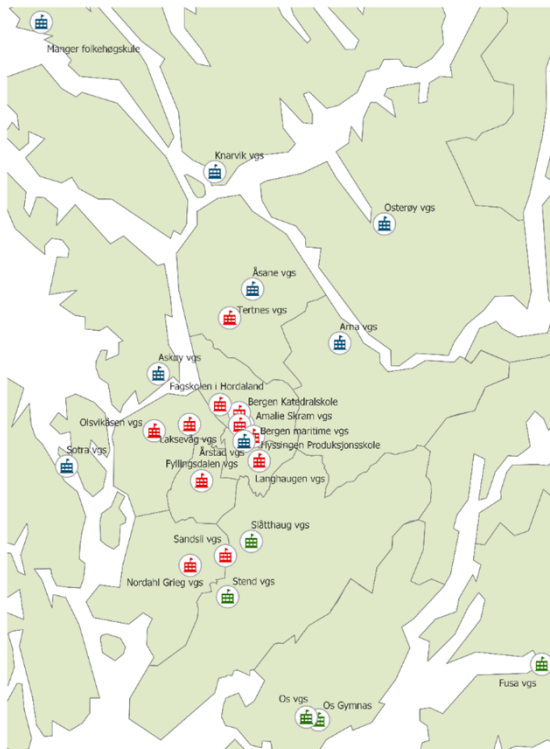 Manger folkehøgskule
Knarvik vgs
Osterøy vgs
Åsane vgs
Tertnes vgs
Arna vgs
Askøy vgs
Fagskolen i Hordaland
Bergen Katedralskole
Amalie Skram vgs
Olsvikåsen vgs
Bergen maritime vgs
Laksevåg vgs
Hyssingen Produksjonsskole
Årstad vgs
Sotra vgs
Fyllingsdalen vgs
Langhaugen vgs
Slåtthaug vgs
Sandsli vgs
Nordahl Grieg vgs
Stend vgs
Fusa vgs
Os vgs
Os Gymnas